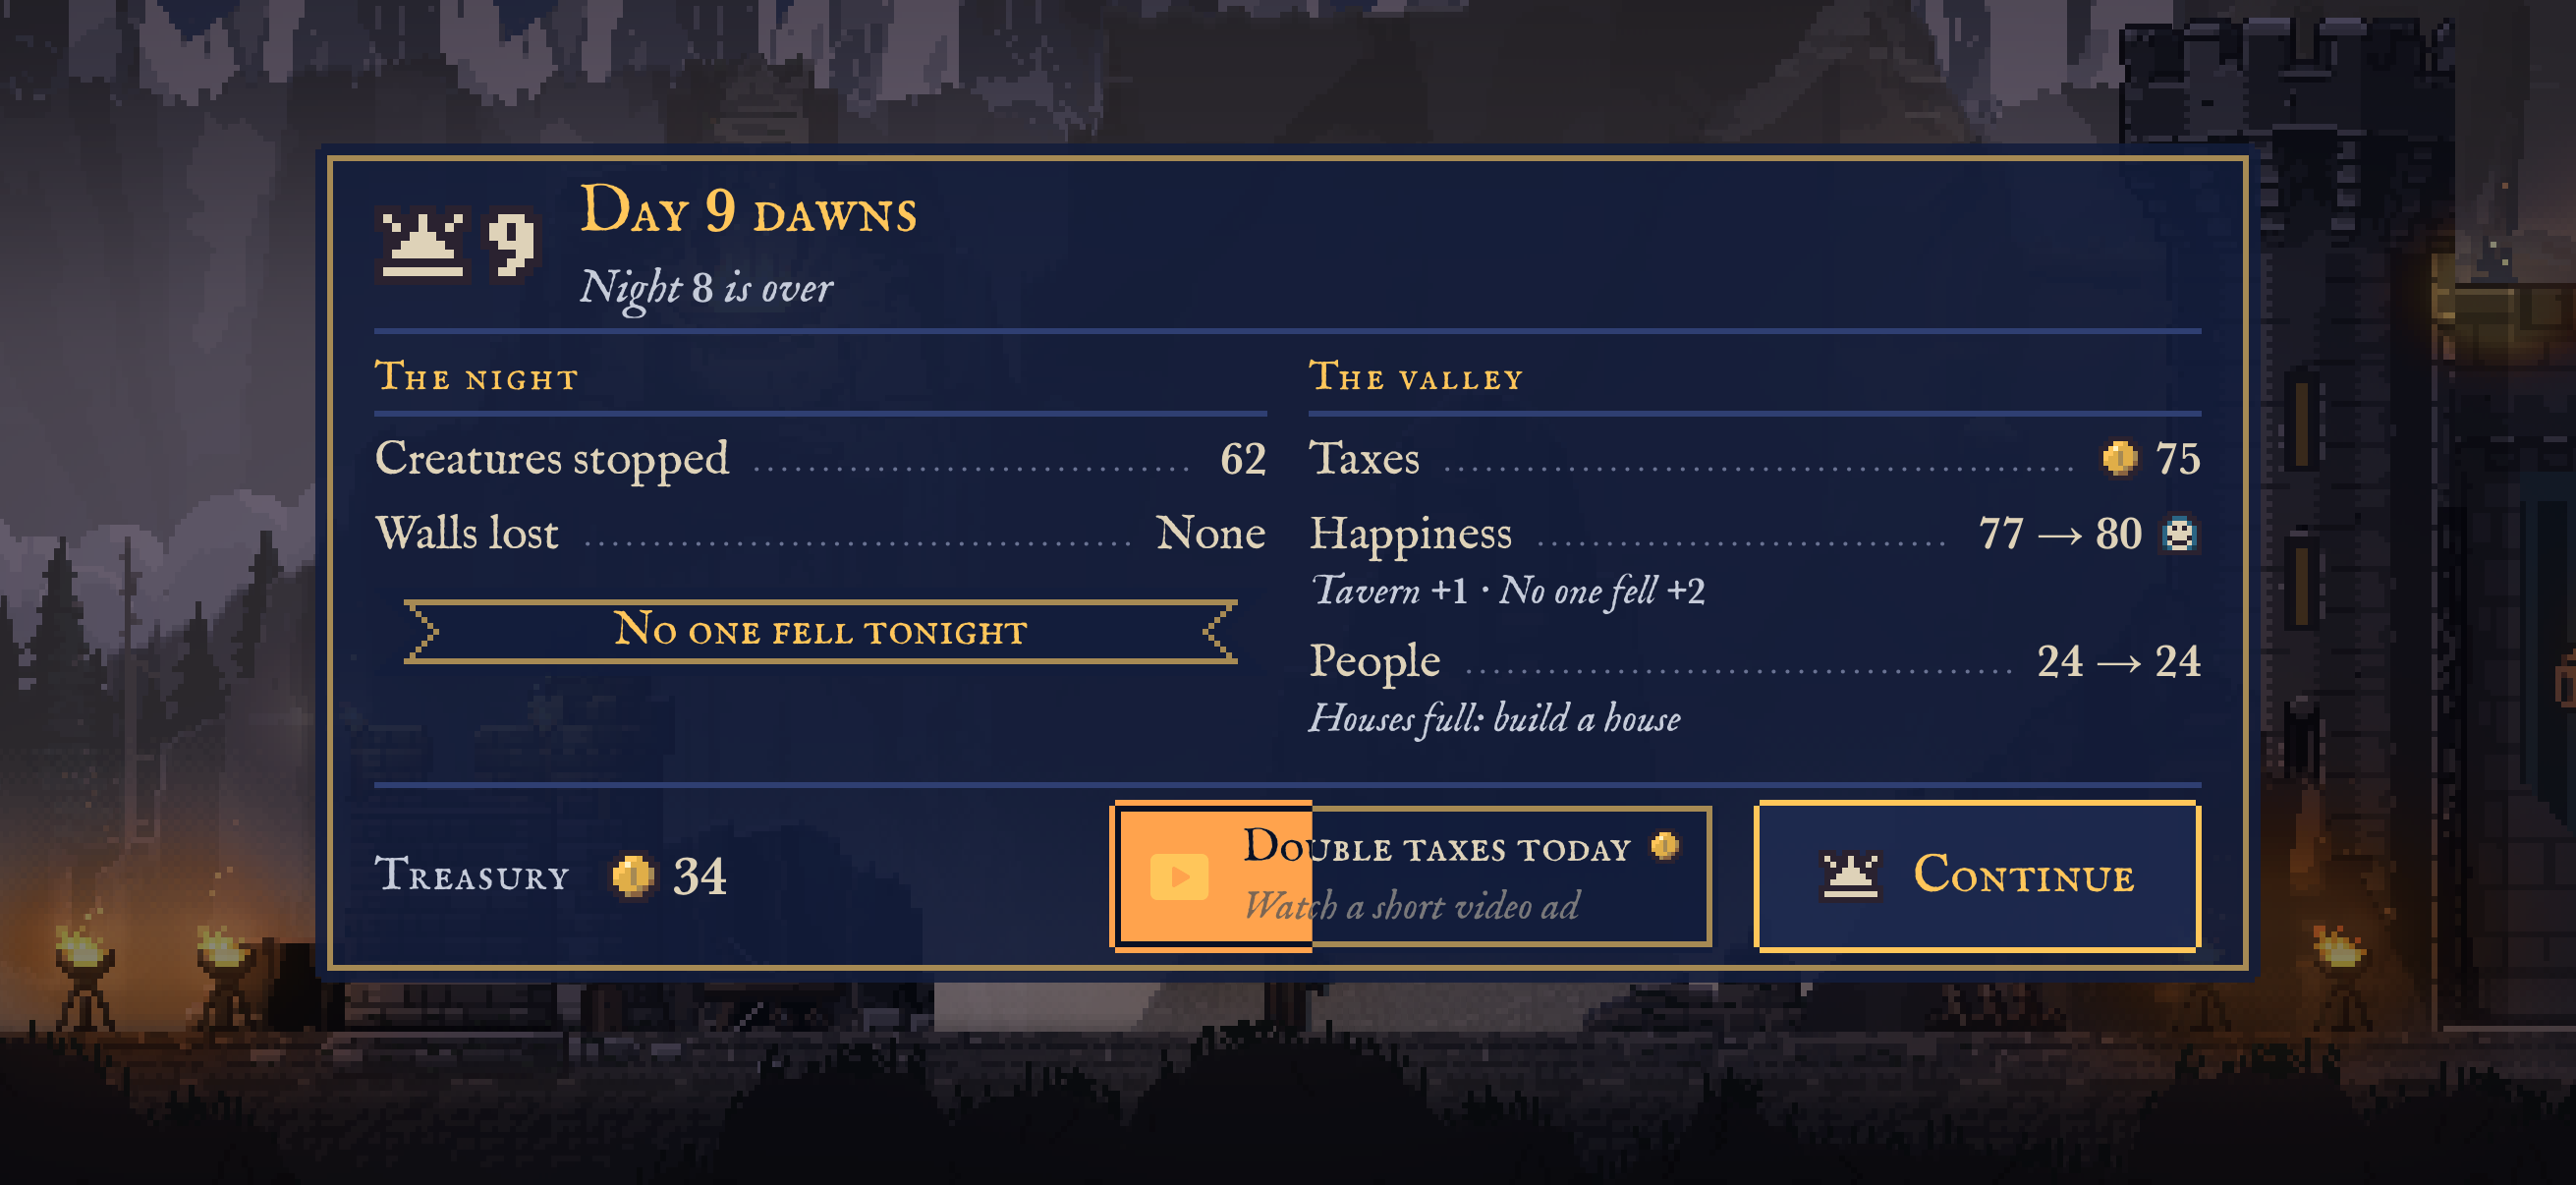 9
Day 9 dawns
Night 8 is over
The night
Creatures stopped 62
Walls lost None
No one fell tonight
The valley
Taxes 75
Happiness 77 → 80
Tavern +1 · No one fell +2
People 24 → 24
Houses full: build a house
Treasury 34
Double taxes today
Watch a short video ad
Continue